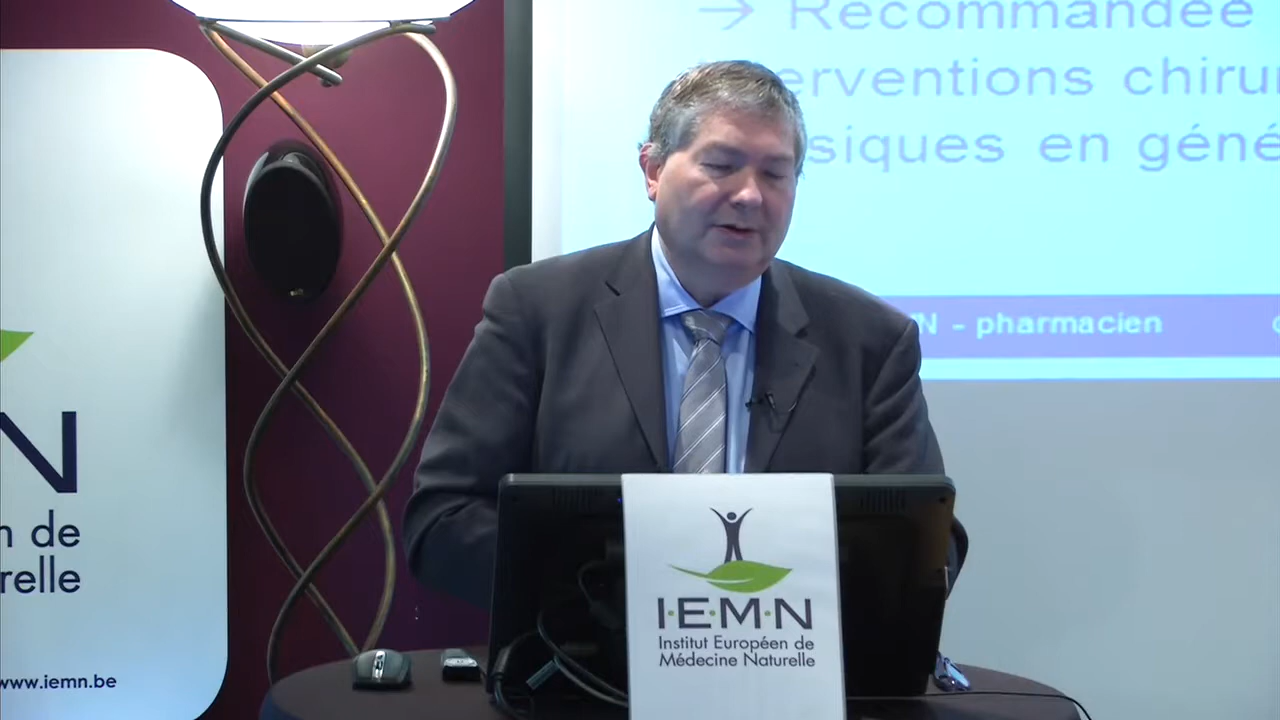 → Recommandée
erventions chirur
siques en géné
N - pharmacien
N
n de
relle
www.iemn.be
I·E·M·N
Institut Européen de
Médecine Naturelle